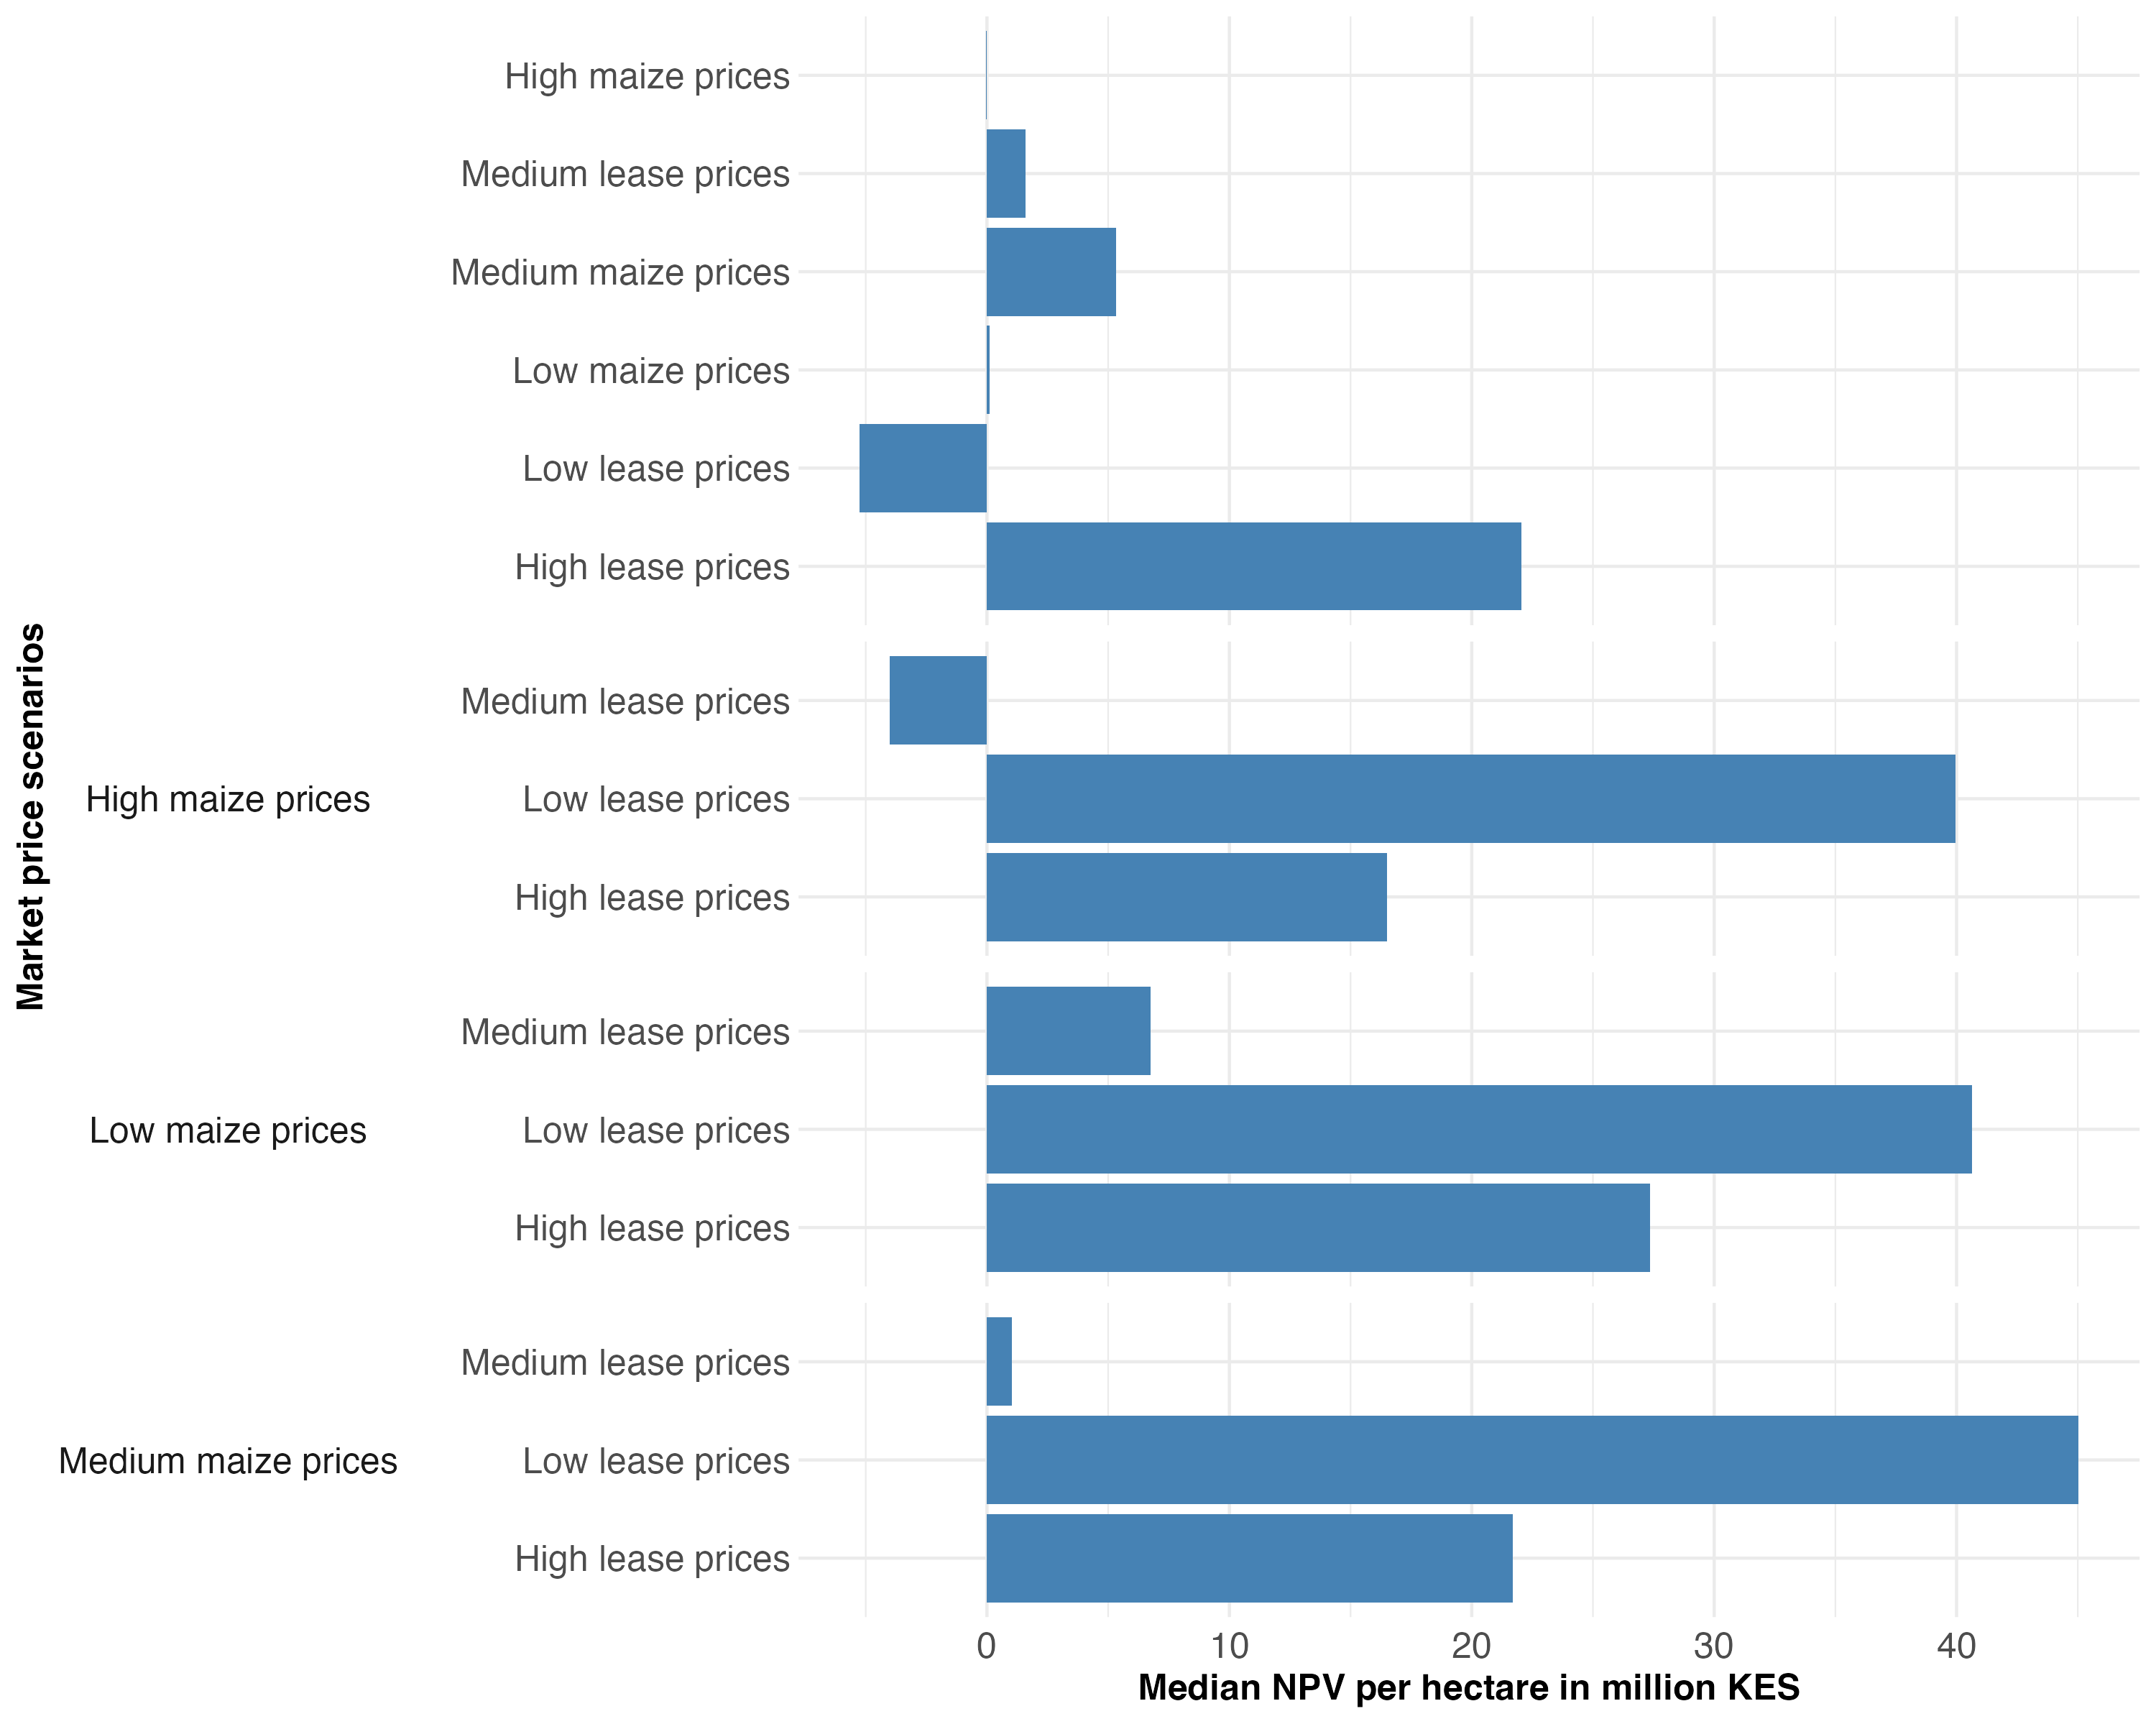 Market price scenarios
High maize prices
Medium lease prices
Medium maize prices
Low maize prices
Low lease prices
High lease prices
High maize prices
Medium lease prices
Low lease prices
High lease prices
Low maize prices
Medium lease prices
Low lease prices
High lease prices
Medium maize prices
Medium lease prices
Low lease prices
High lease prices
0 10 20 30 40
Median NPV per hectare in million KES